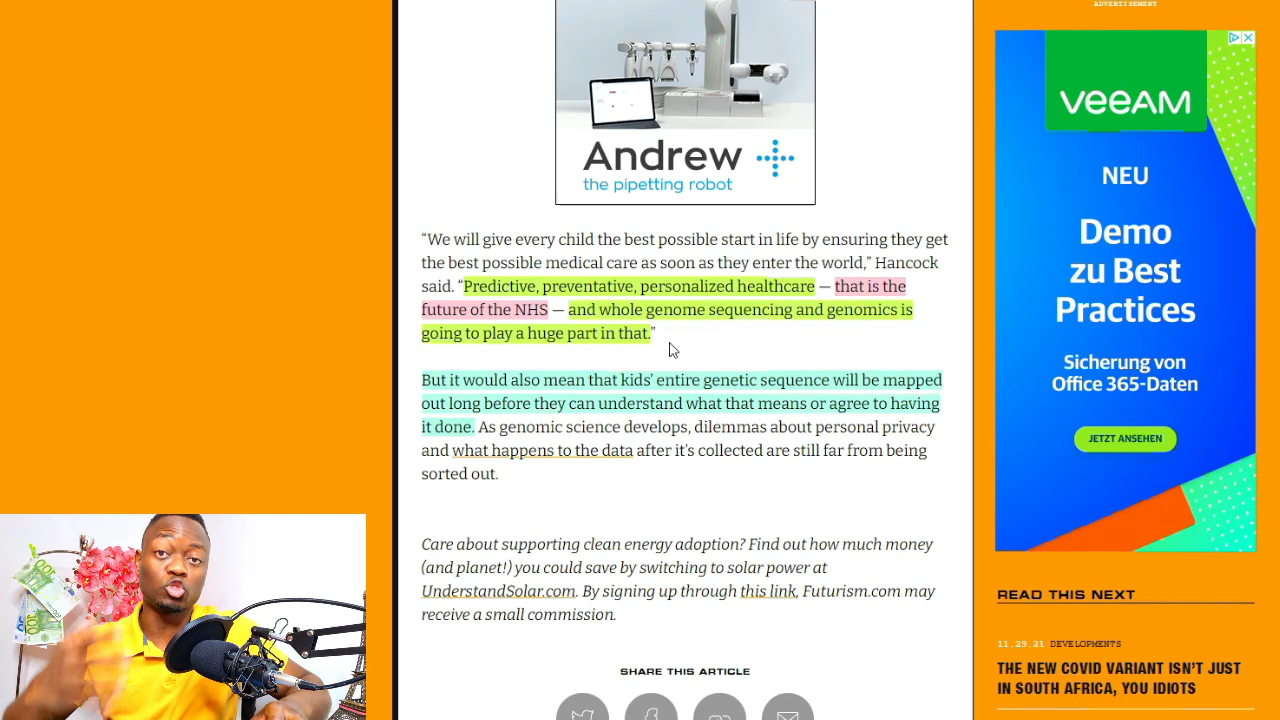 ADVERTISEMENT
Andrew
the pipetting robot
“We will give every child the best possible start in life by ensuring they get
the best possible medical care as soon as they enter the world,” Hancock
said. “Predictive, preventative, personalized healthcare — that is the
future of the NHS — and whole genome sequencing and genomics is
going to play a huge part in that.”
But it would also mean that kids’ entire genetic sequence will be mapped
out long before they can understand what that means or agree to having
it done. As genomic science develops, dilemmas about personal privacy
and what happens to the data after it’s collected are still far from being
sorted out.
Care about supporting clean energy adoption? Find out how much money
(and planet!) you could save by switching to solar power at
UnderstandSolar.com. By signing up through this link, Futurism.com may
receive a small commission.
SHARE THIS ARTICLE
VEEAM
NEU
Demo
zu Best
Practices
Sicherung von
Office 365-Daten
JETZT ANSEHEN
READ THIS NEXT
11.29.21 DEVELOPMENTS
THE NEW COVID VARIANT ISN’T JUST
IN SOUTH AFRICA, YOU IDIOTS
100